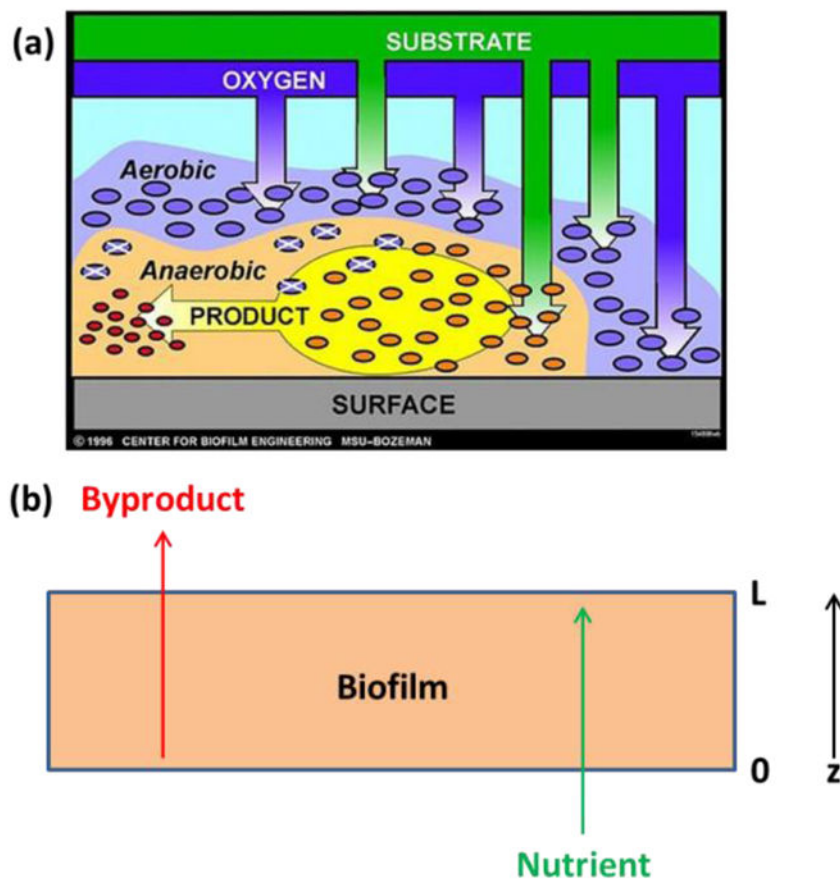 (a)
SUBSTRATE
OXYGEN
Aerobic
Anaerobic
PRODUCT
SURFACE
© 1996 CENTER FOR BIOFILM ENGINEERING MSU-BOZEMAN
(b) Byproduct
L
Biofilm
0
z
Nutrient